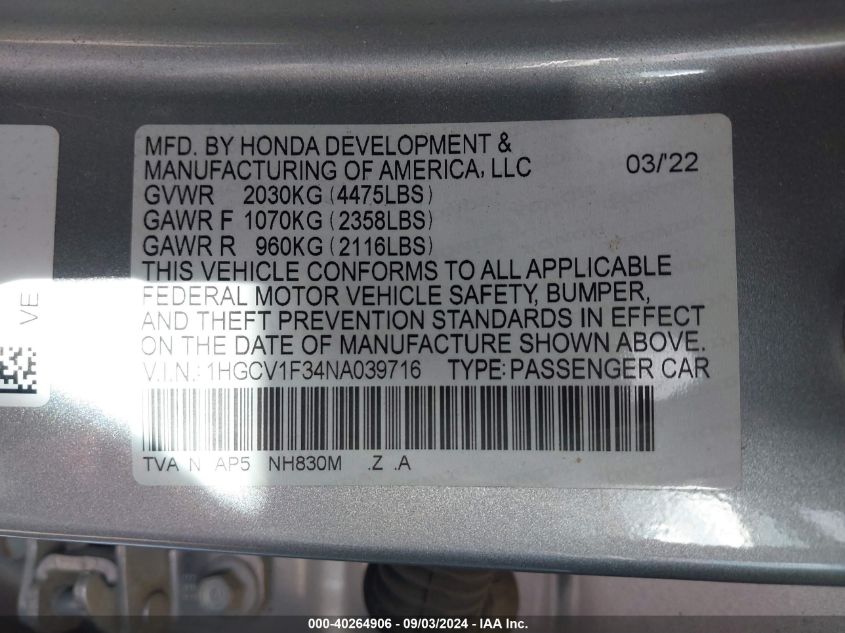 MFD. BY HONDA DEVELOPMENT &
MANUFACTURING OF AMERICA, LLC 03/'22
GVWR 2030KG (4475LBS)
GAWR F 1070KG (2358LBS)
GAWR R 960KG (2116LBS)
THIS VEHICLE CONFORMS TO ALL APPLICABLE
FEDERAL MOTOR VEHICLE SAFETY, BUMPER,
AND THEFT PREVENTION STANDARDS IN EFFECT
ON THE DATE OF MANUFACTURE SHOWN ABOVE.
V.I.N.: 1HGCV1F34NA039716 TYPE: PASSENGER CAR
TVA N AP5 NH830M .Z .A
VE
000-40264906 - 09/03/2024 - IAA Inc.